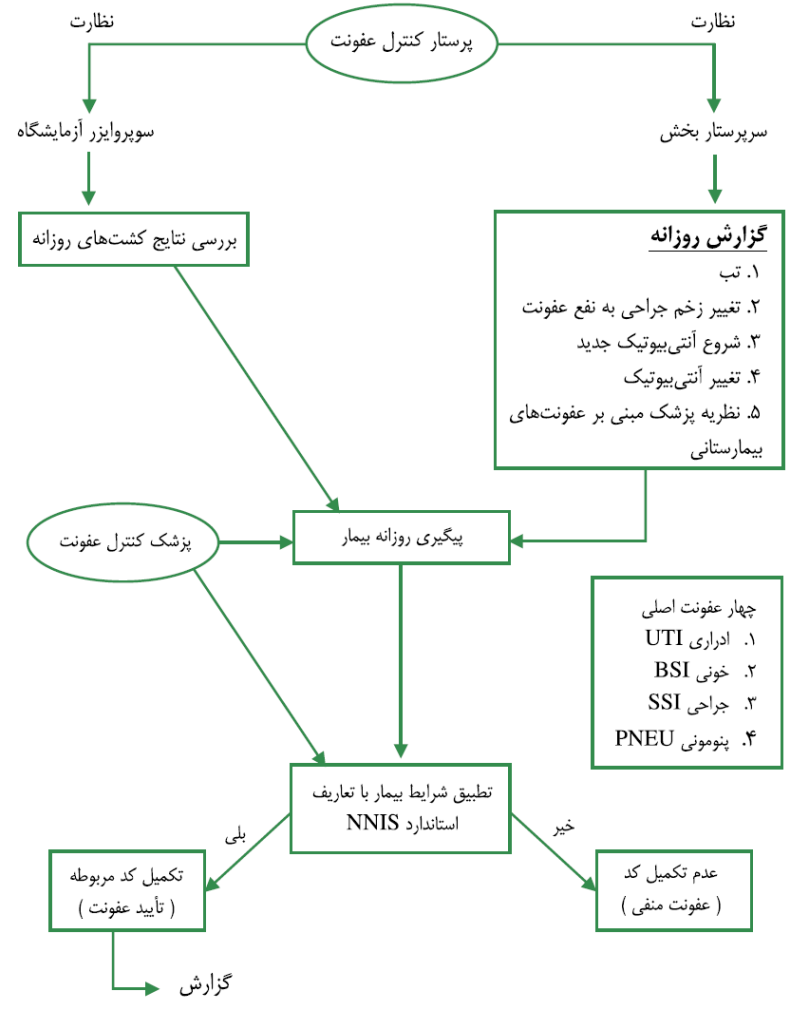 نظارت
پرستار کنترل عفونت
نظارت
سرپرستار بخش
سوپروایزر آزمایشگاه
گزارش روزانه
۱. تب
۲. تغییر زخم جراحی به نفع عفونت
۳. شروع آنتی‌بیوتیک جدید
۴. تغییر آنتی‌بیوتیک
۵. نظریه پزشک مبنی بر عفونت‌های
بیمارستانی
بررسی نتایج کشت‌های روزانه
پیگیری روزانه بیمار
پزشک کنترل عفونت
چهار عفونت اصلی
۱. ادراری UTI
۲. خونی BSI
۳. جراحی SSI
۴. پنومونی PNEU
تطبیق شرایط بیمار با تعاریف
استاندارد NNIS
خیر
بلی
عدم تکمیل کد
( عفونت منفی )
تکمیل کد مربوطه
( تأیید عفونت )
گزارش